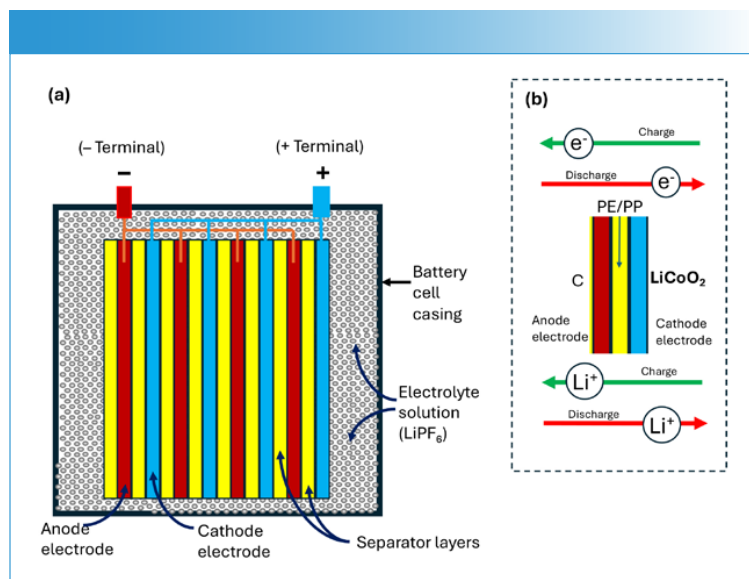 (a)
(– Terminal)
(+ Terminal)
–
+
Battery
cell
casing
Electrolyte
solution
(LiPF₆)
Anode
electrode
Cathode
electrode
Separator layers
(b)
e⁻
Charge
Discharge
e⁻
PE/PP
C
LiCoO₂
Anode
electrode
Cathode
electrode
Li⁺
Charge
Discharge
Li⁺